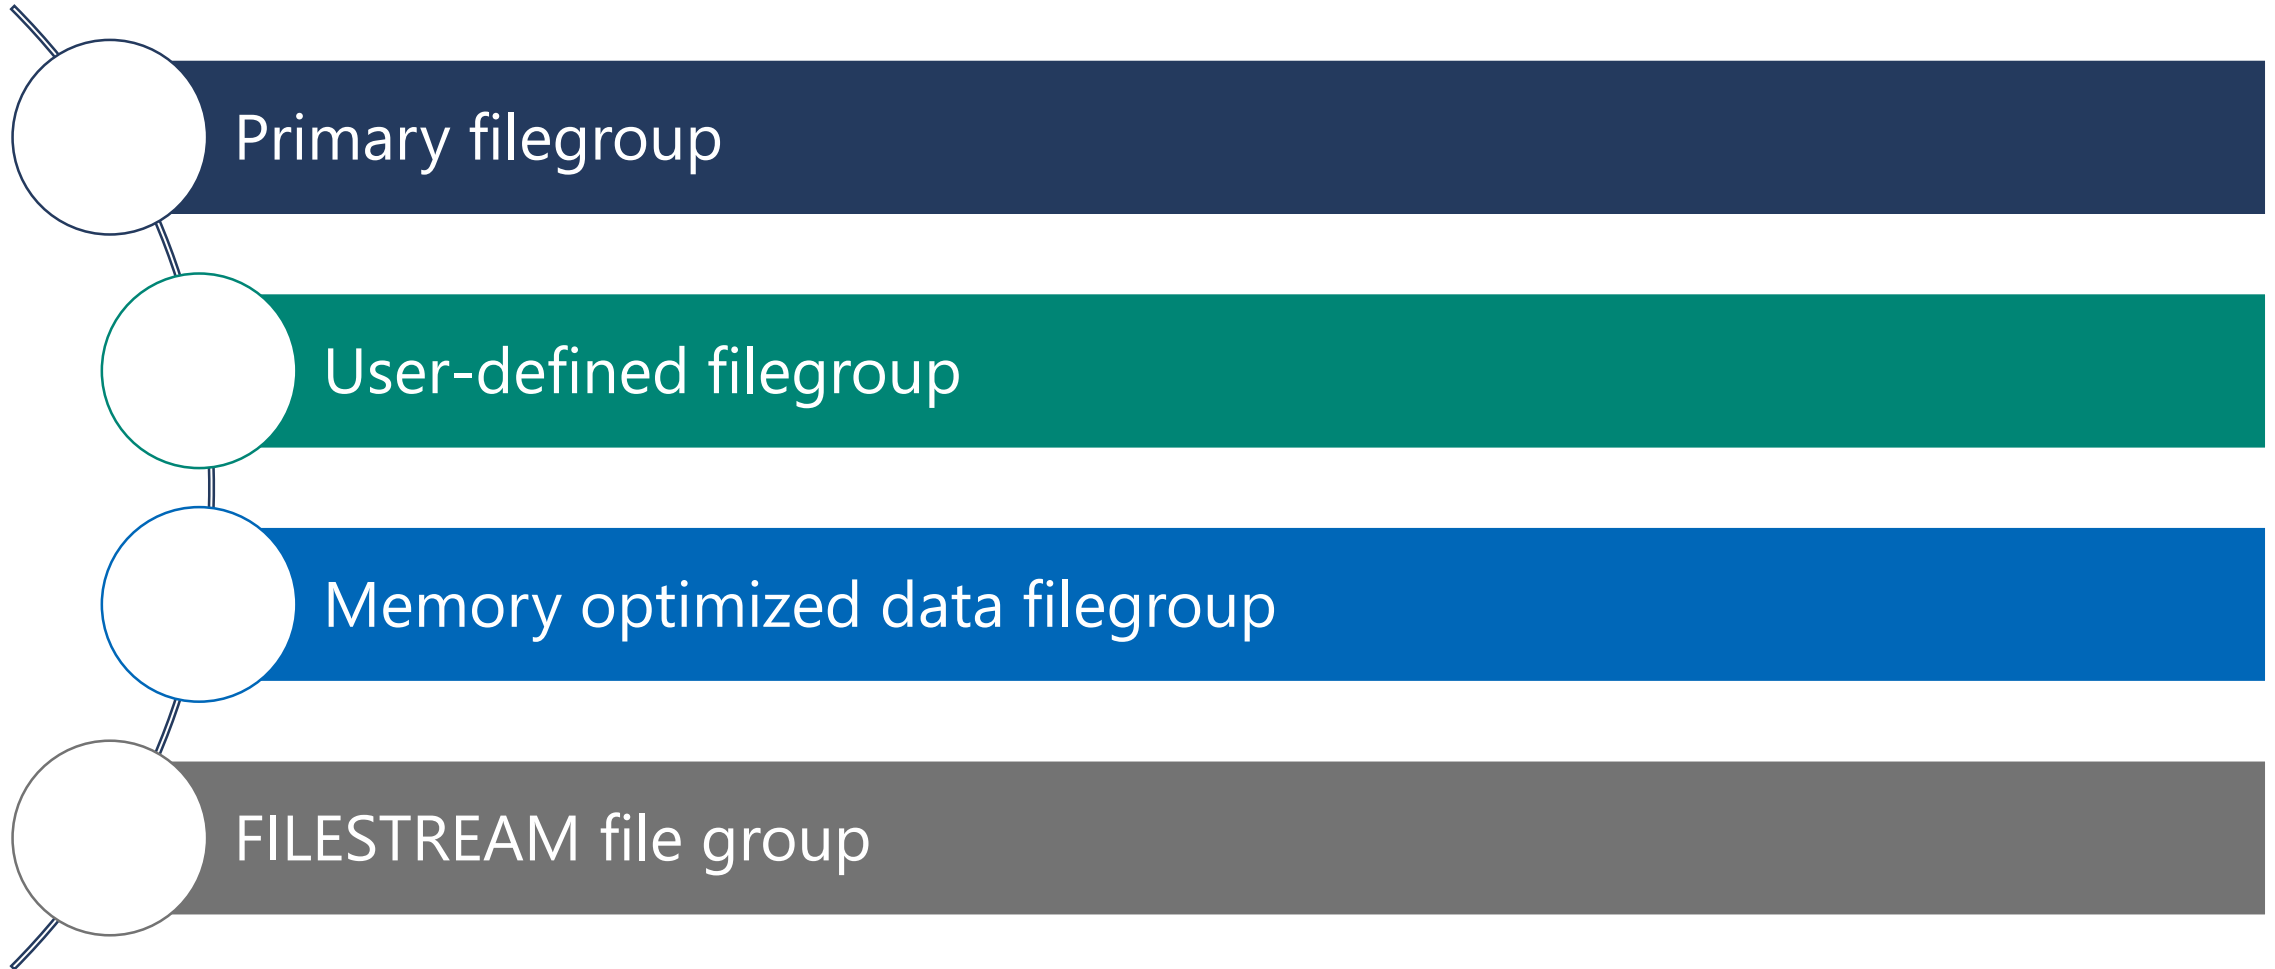 Primary filegroup
User-defined filegroup
Memory optimized data filegroup
FILESTREAM file group